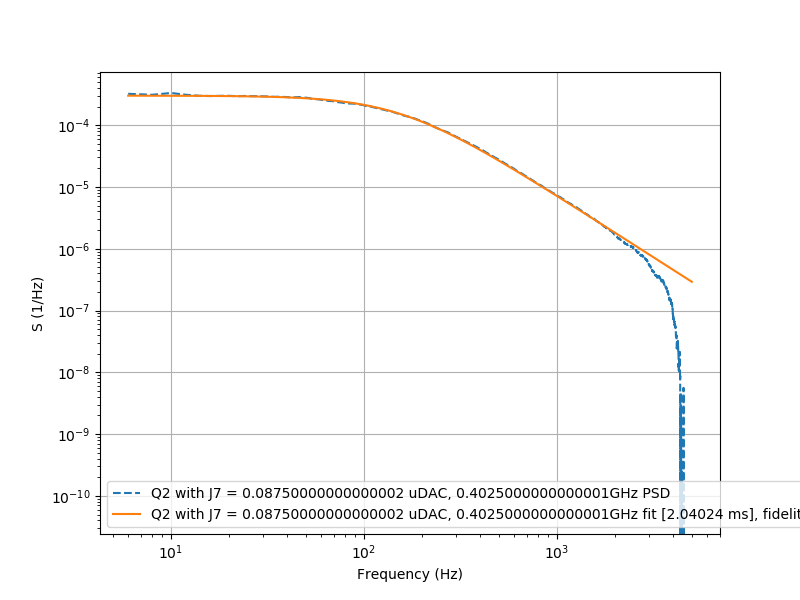 S (1/Hz)
10⁻⁴
10⁻⁵
10⁻⁶
10⁻⁷
10⁻⁸
10⁻⁹
10⁻¹⁰
Q2 with J7 = 0.08750000000000002 uDAC, 0.4025000000000001GHz PSD
Q2 with J7 = 0.08750000000000002 uDAC, 0.4025000000000001GHz fit [2.04024 ms], fidelit
10¹ 10² 10³
Frequency (Hz)